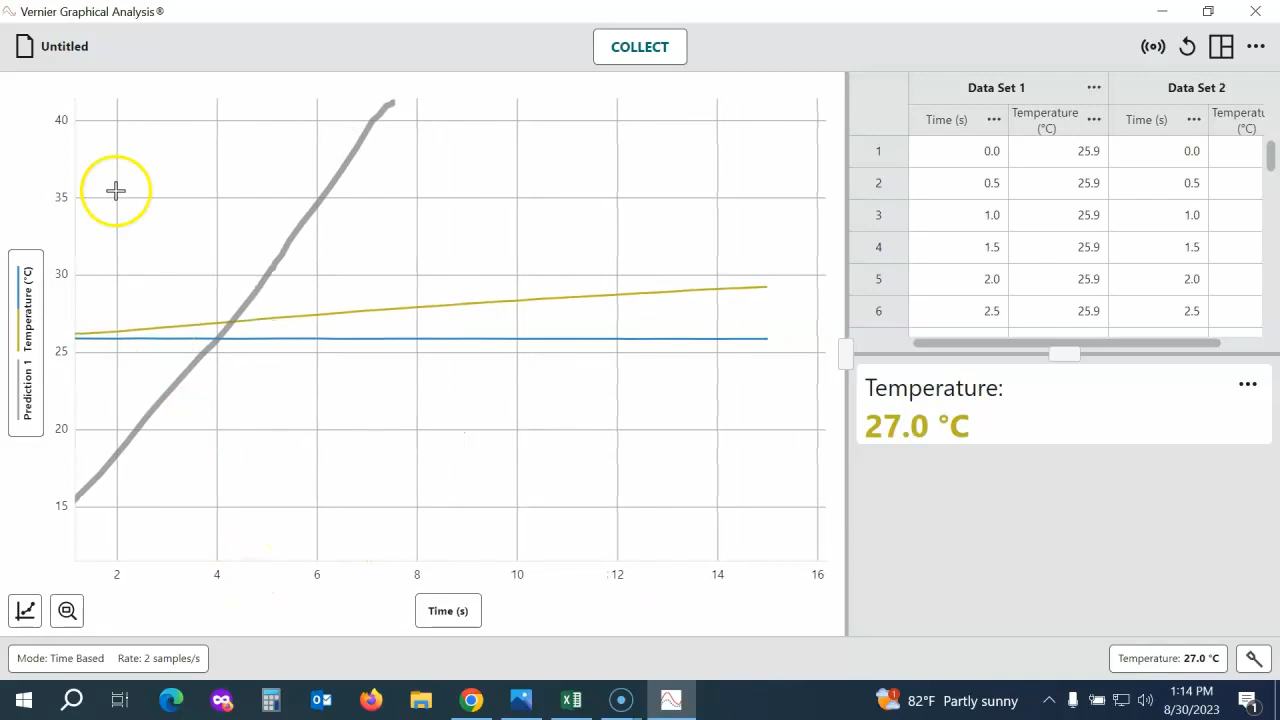 Vernier Graphical Analysis®
Untitled
COLLECT
40
35
30
25
20
15
Prediction 1 Temperature (°C)
2 4 6 8 10 12 14 16
Time (s)
Data Set 1 Data Set 2
Time (s) Temperature (°C) Time (s) Temperatu (°C)
1 0.0 25.9 0.0
2 0.5 25.9 0.5
3 1.0 25.9 1.0
4 1.5 25.9 1.5
5 2.0 25.9 2.0
6 2.5 25.9 2.5
Temperature:
27.0 °C
Mode: Time Based Rate: 2 samples/s
Temperature: 27.0 °C
82°F Partly sunny
1:14 PM
8/30/2023
1
1